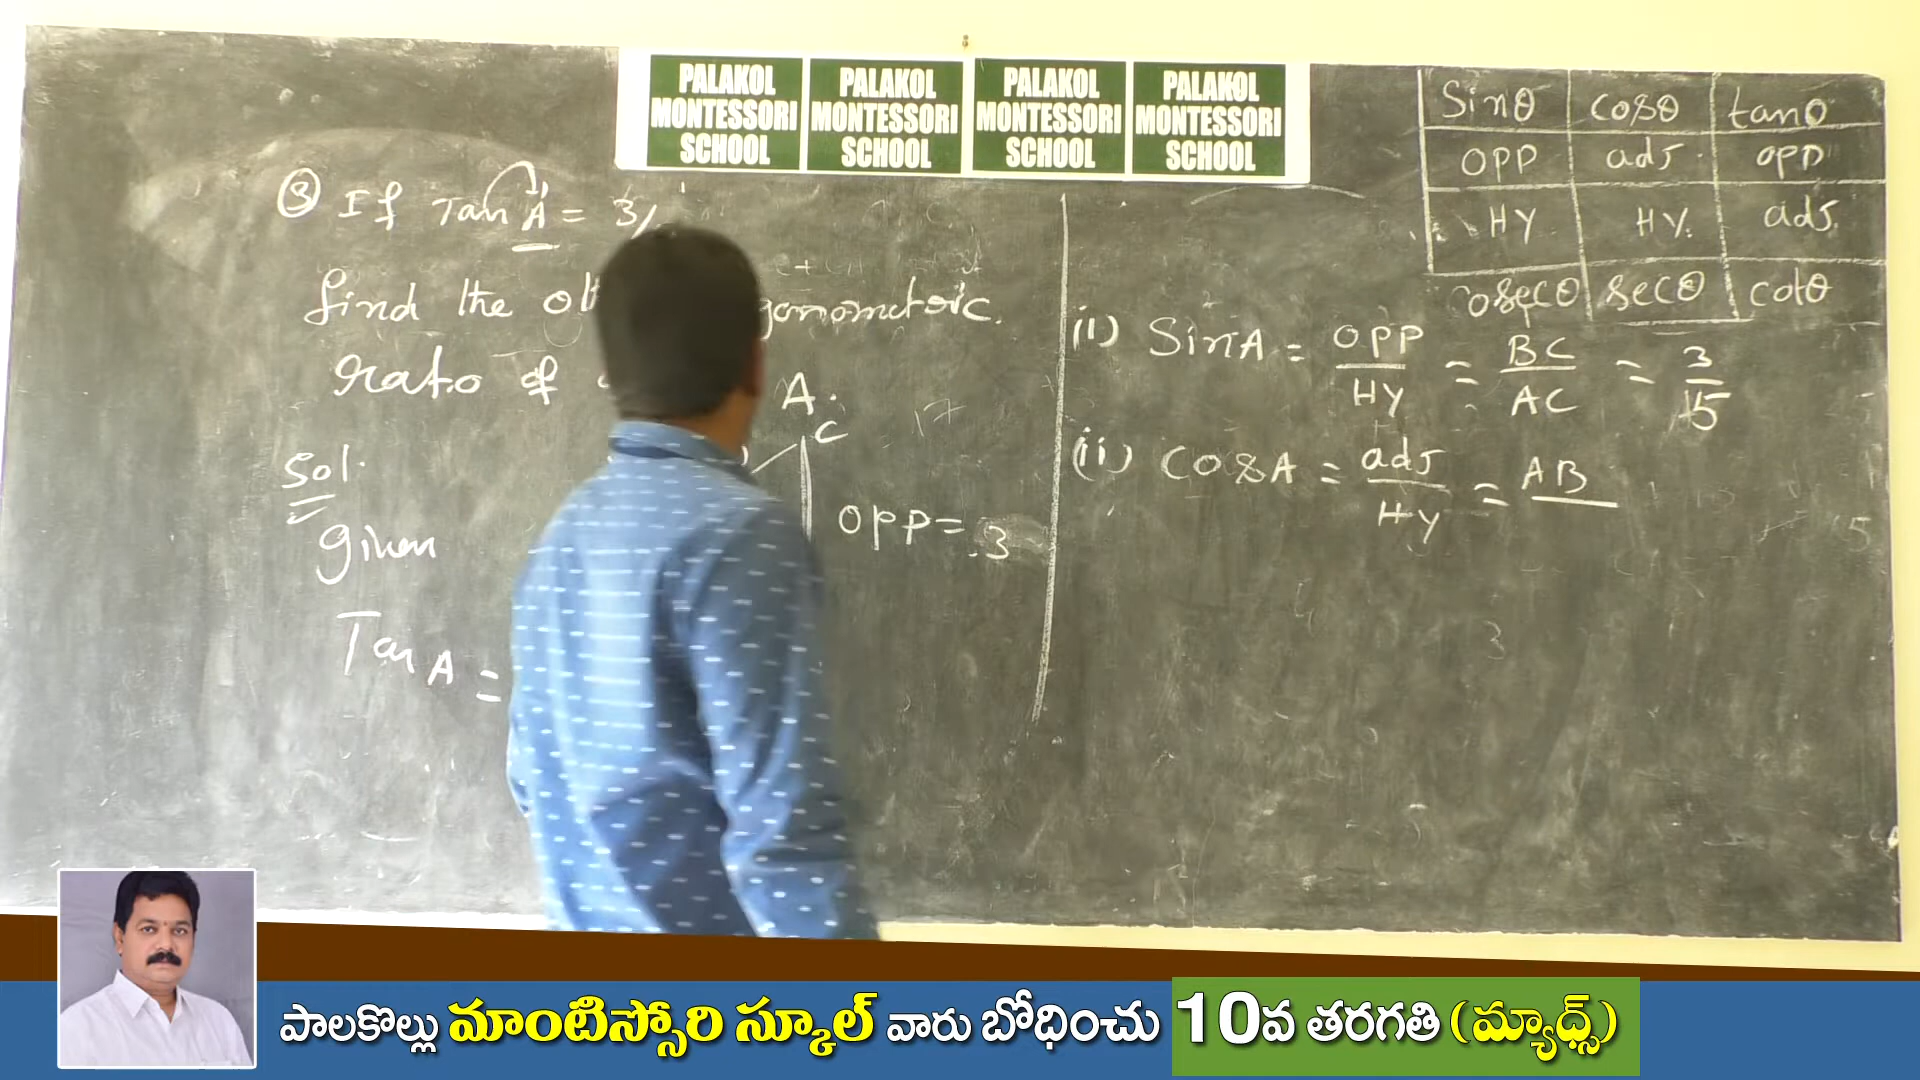 PALAKOL MONTESSORI SCHOOL
PALAKOL MONTESSORI SCHOOL
PALAKOL MONTESSORI SCHOOL
PALAKOL MONTESSORI SCHOOL
③ If Tan A = 3/
find the
ratio of
A.
Sol.
Given
Tan A =
C
opp = 3
Sinθ cosθ tanθ
opp adj. opp
Hy Hy. adj.
cosecθ secθ cotθ
(i) Sin A = opp/Hy = BC/AC = 3/15
(ii) cos A = adj/Hy = AB
పాలకొల్లు మాంటిస్సోరి స్కూల్ వారు బోధించు 10వ తరగతి (మ్యాథ్స్)